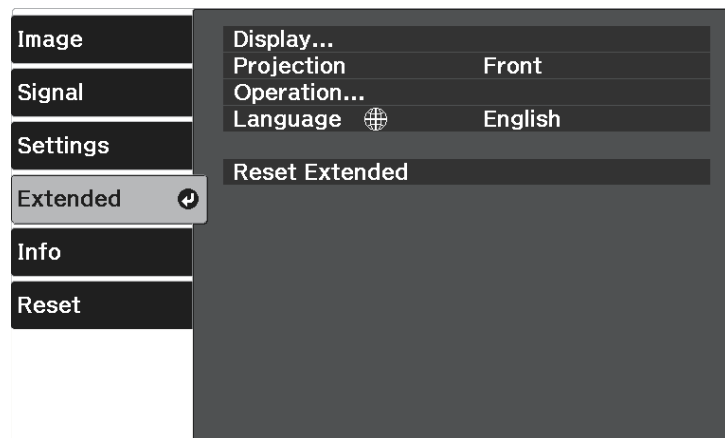 Image
Signal
Settings
Extended
Info
Reset
Display...
Projection Front
Operation...
Language English
Reset Extended